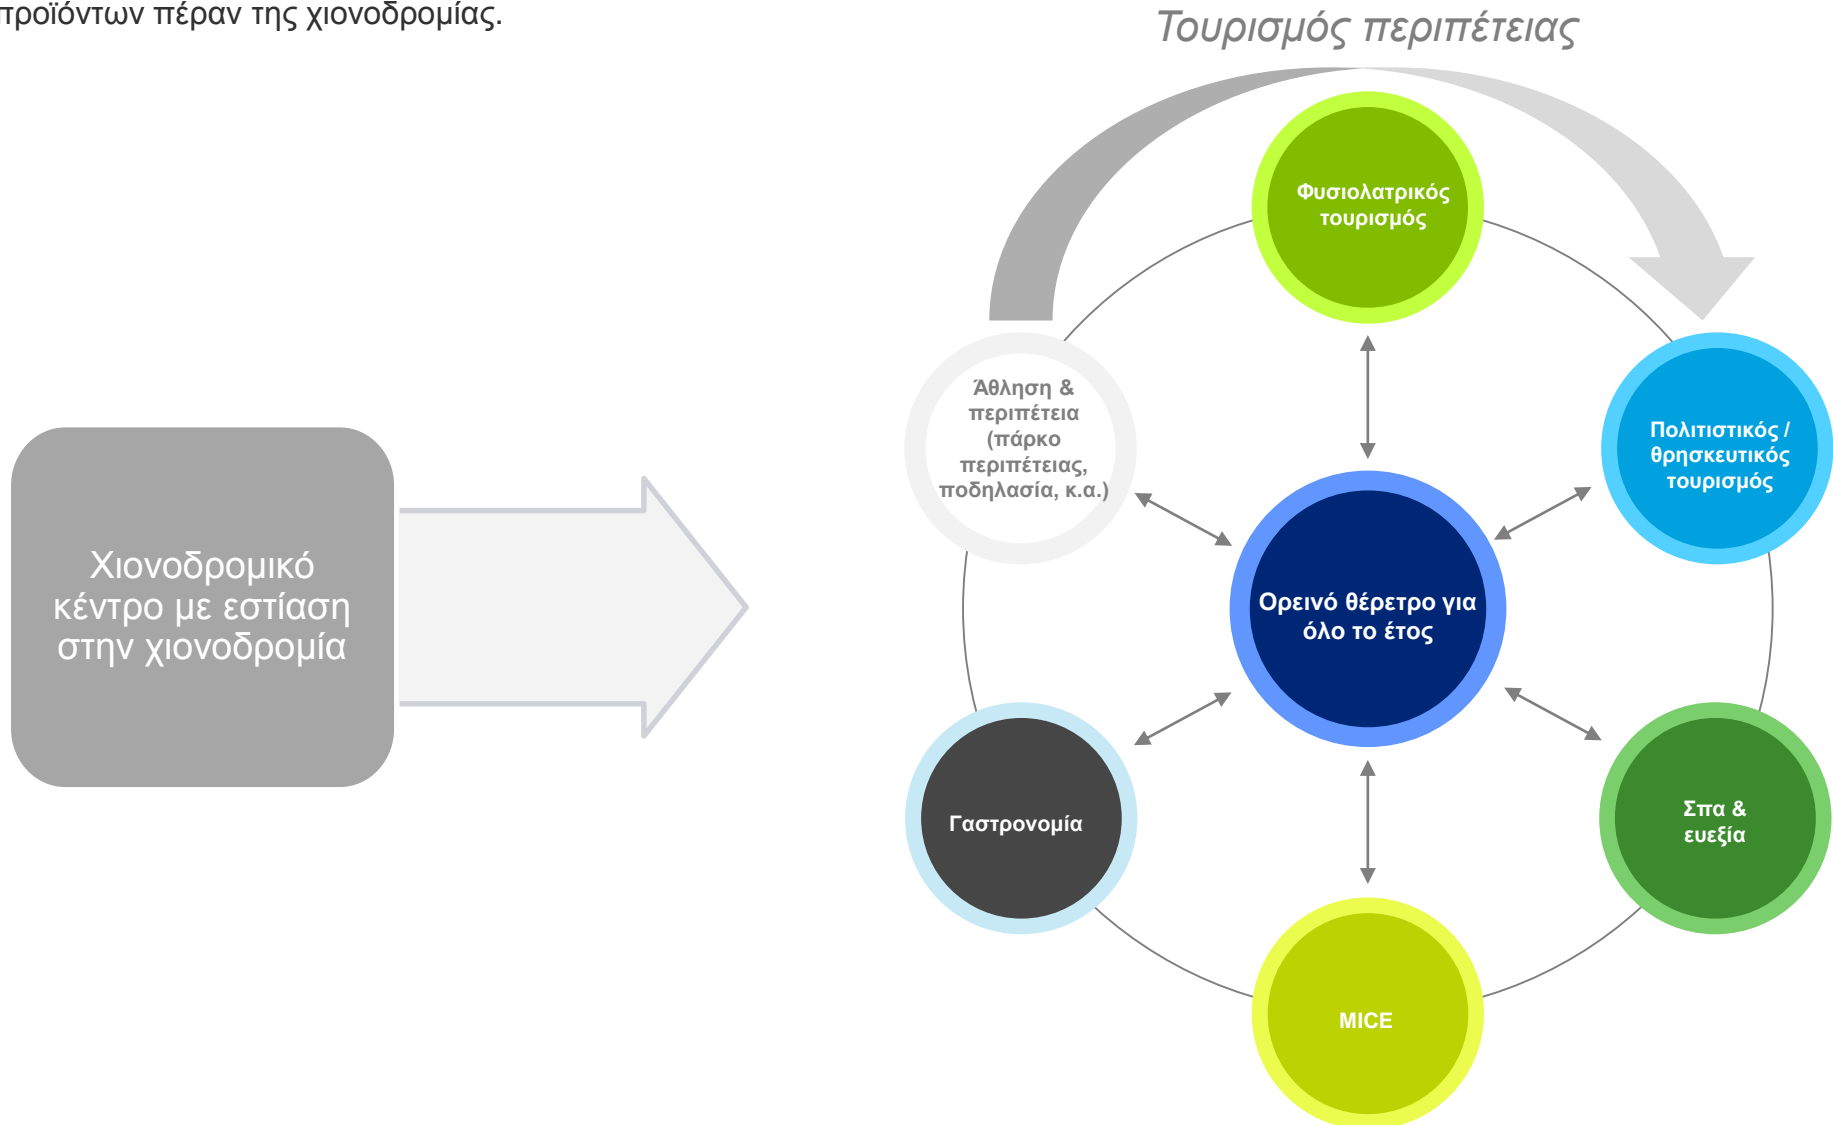 προϊόντων πέραν της χιονοδρομίας.
Τουρισμός περιπέτειας
Φυσιολατρικός
τουρισμός
Άθληση &
περιπέτεια
(πάρκο
περιπέτειας,
ποδηλασία, κ.α.)
Πολιτιστικός /
θρησκευτικός
τουρισμός
Χιονοδρομικό
κέντρο με εστίαση
στην χιονοδρομία
Ορεινό θέρετρο για
όλο το έτος
Γαστρονομία
Σπα &
ευεξία
MICE